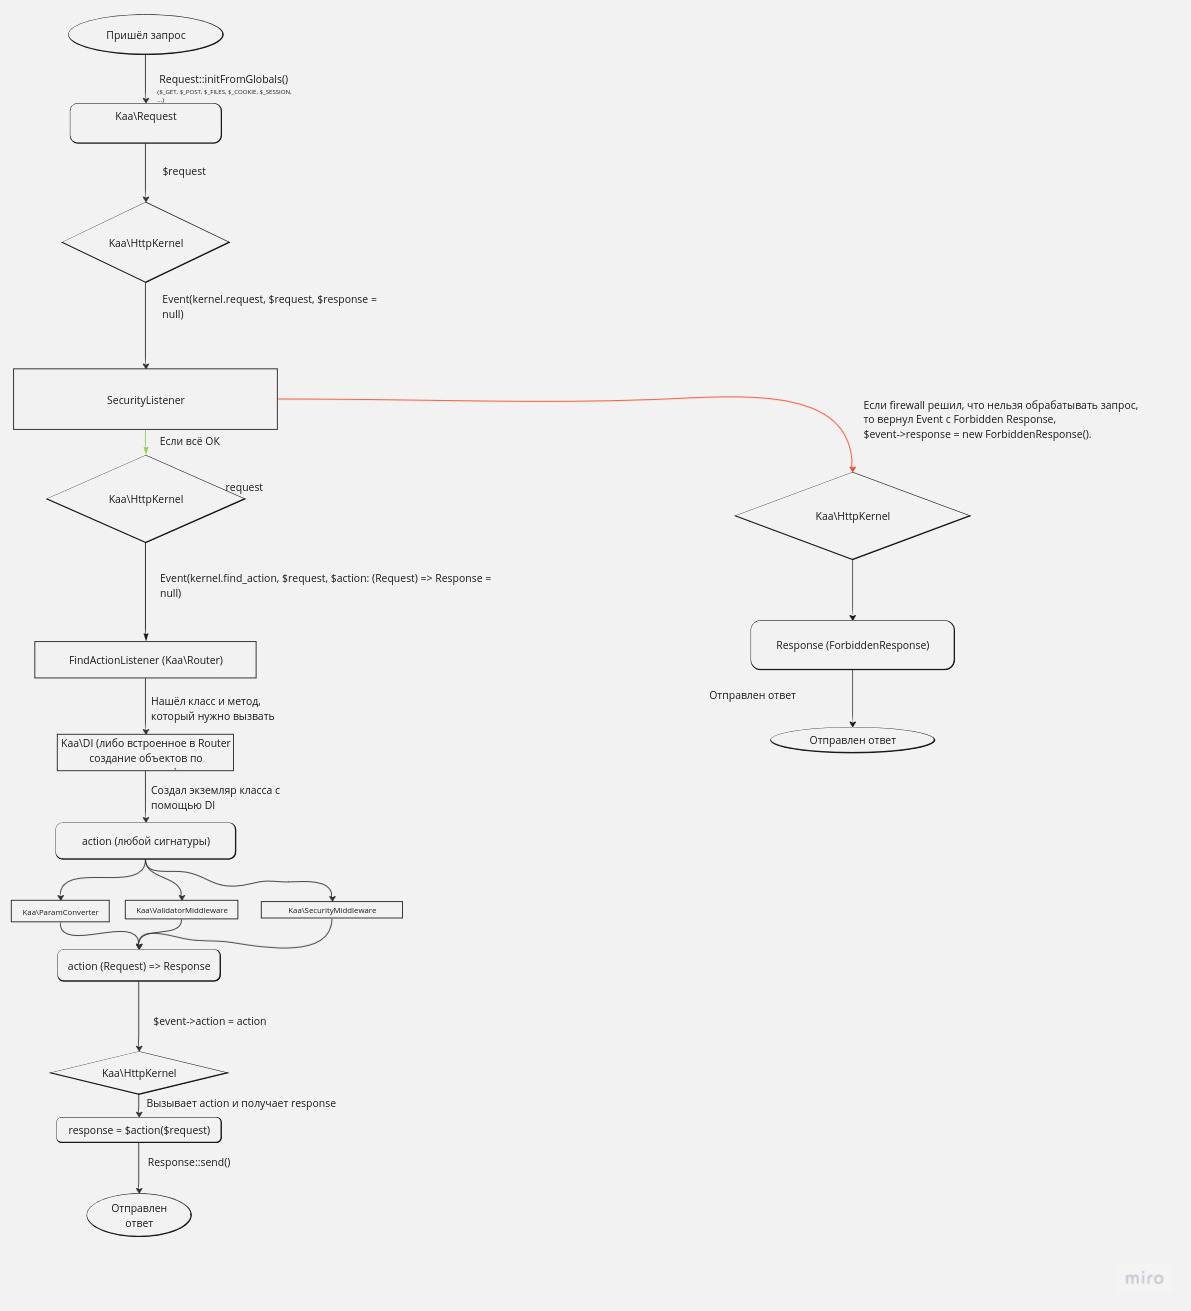 Пришёл запрос
Request::initFromGlobals()
($_GET, $_POST, $_FILES, $_COOKIE, $_SESSION,
...)
Kaa\Request
$request
Kaa\HttpKernel
Event(kernel.request, $request, $response =
null)
SecurityListener
Если всё ОК
Kaa\HttpKernel
request
Event(kernel.find_action, $request, $action: (Request) => Response =
null)
FindActionListener (Kaa\Router)
Нашёл класс и метод,
который нужно вызвать
Kaa\DI (либо встроенное в Router
создание объектов по
Создал экземляр класса с
помощью DI
action (любой сигнатуры)
Kaa\ParamConverter
Kaa\ValidatorMiddleware
Kaa\SecurityMiddleware
action (Request) => Response
$event->action = action
Kaa\HttpKernel
Вызывает action и получает response
response = $action($request)
Response::send()
Отправлен
ответ
Если firewall решил, что нельзя обрабатывать запрос,
то вернул Event с Forbidden Response,
$event->response = new ForbiddenResponse().
Kaa\HttpKernel
Response (ForbiddenResponse)
Отправлен ответ
Отправлен ответ
miro